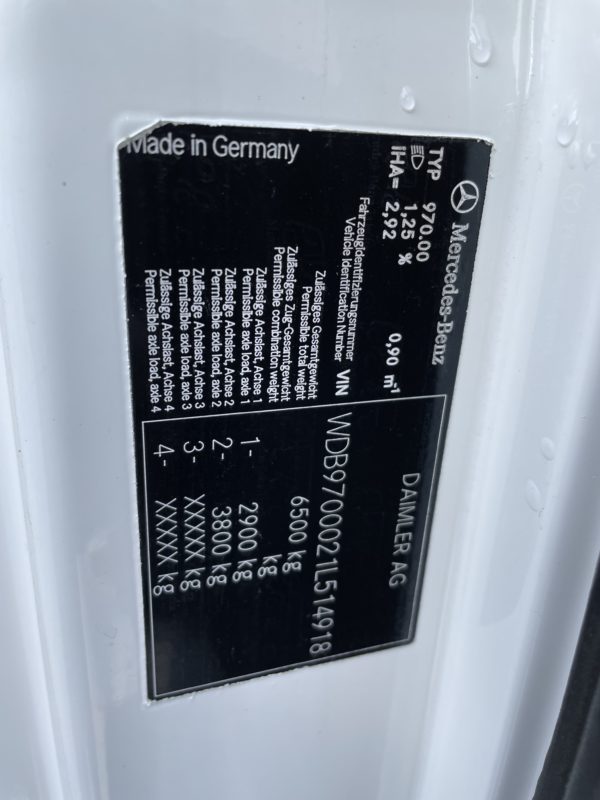 Mercedes-Benz DAIMLER AG
TYP 970.00
1,25 % 0,90 m⁻¹
IHA= 2,92
Fahrzeugidentifizierungsnummer
Vehicle Identification Number VIN WDB9700021L514918
Zulässiges Gesamtgewicht
Permissible total weight 6500 kg
Zulässiges Zug-Gesamtgewicht
Permissible combination weight kg
Zulässige Achslast, Achse 1
Permissible axle load, axle 1 1- 2900 kg
Zulässige Achslast, Achse 2
Permissible axle load, axle 2 2- 3800 kg
Zulässige Achslast, Achse 3
Permissible axle load, axle 3 3- XXXXX kg
Zulässige Achslast, Achse 4
Permissible axle load, axle 4 4- XXXXX kg
Made in Germany